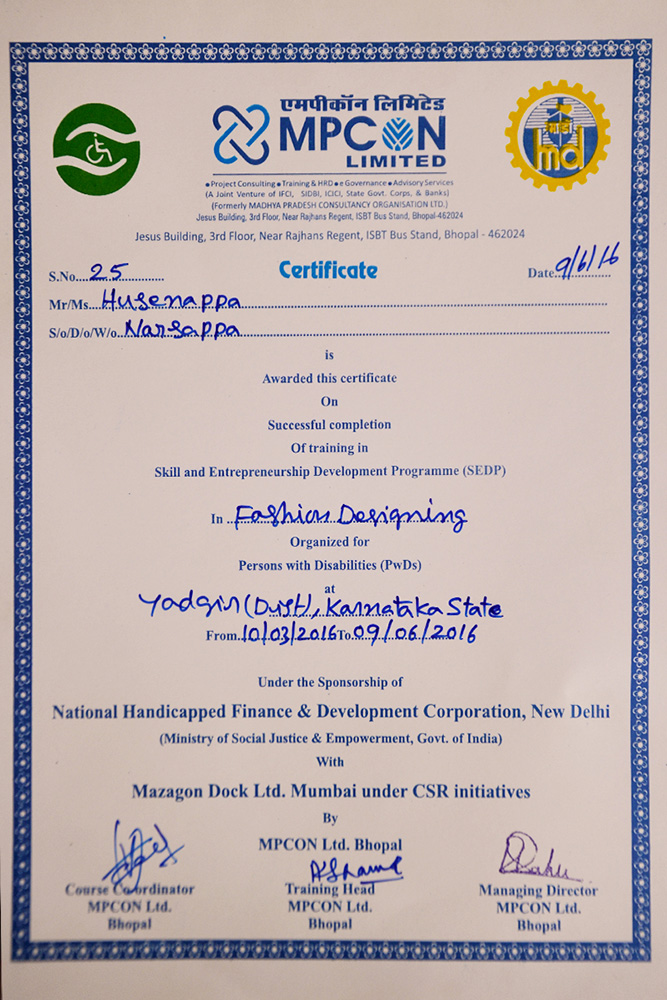 एमपीकॉन लिमिटेड
MPCON
LIMITED
● Project Consulting ● Training & HRD ● e Governance ● Advisory Services
(A Joint Venture of IFCI, SIDBI, ICICI, State Govt. Corps, & Banks)
(Formerly MADHYA PRADESH CONSULTANCY ORGANISATION LTD.)
Jesus Building, 3rd Floor, Near Rajhans Regent, ISBT Bus Stand, Bhopal-462024
Jesus Building, 3rd Floor, Near Rajhans Regent, ISBT Bus Stand, Bhopal - 462024
S.No....25............
Certificate
Date..9/6/16
Mr/Ms...Husenappa
S/o/D/o/W/o..Narsappa
is
Awarded this certificate
On
Successful completion
Of training in
Skill and Entrepreneurship Development Programme (SEDP)
In ..Fashion Designing
Organized for
Persons with Disabilities (PwDs)
at
Yadgiri (Dist), Karnataka State
From..10/03/2016 To..09/06/2016
Under the Sponsorship of
National Handicapped Finance & Development Corporation, New Delhi
(Ministry of Social Justice & Empowerment, Govt. of India)
With
Mazagon Dock Ltd. Mumbai under CSR initiatives
By
MPCON Ltd. Bhopal
Course Co-ordinator
MPCON Ltd.
Bhopal
Training Head
MPCON Ltd.
Bhopal
Managing Director
MPCON Ltd.
Bhopal